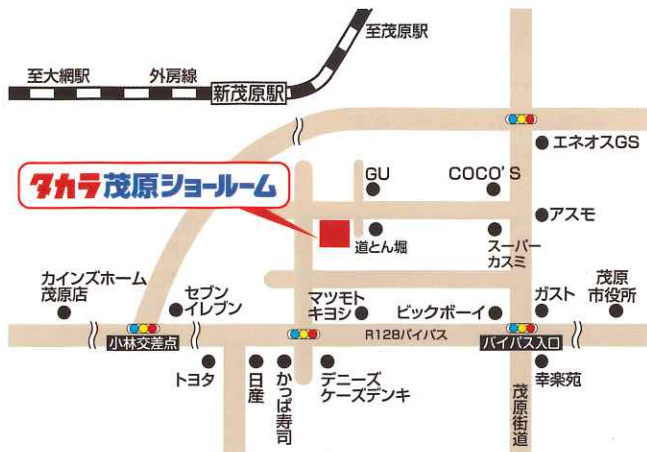 至茂原駅
至大網駅
外房線
新茂原駅
エネオスGS
GU
COCO'S
タカラ茂原ショールーム
アスモ
道とん堀
スーパー
カスミ
カインズホーム
茂原店
セブン
イレブン
マツモト
キヨシ
ビックボーイ
ガスト
茂原
市役所
小林交差点
R128バイパス
バイパス入口
トヨタ
日産
かっぱ寿司
デニーズ
ケーズデンキ
茂原街道
幸楽苑